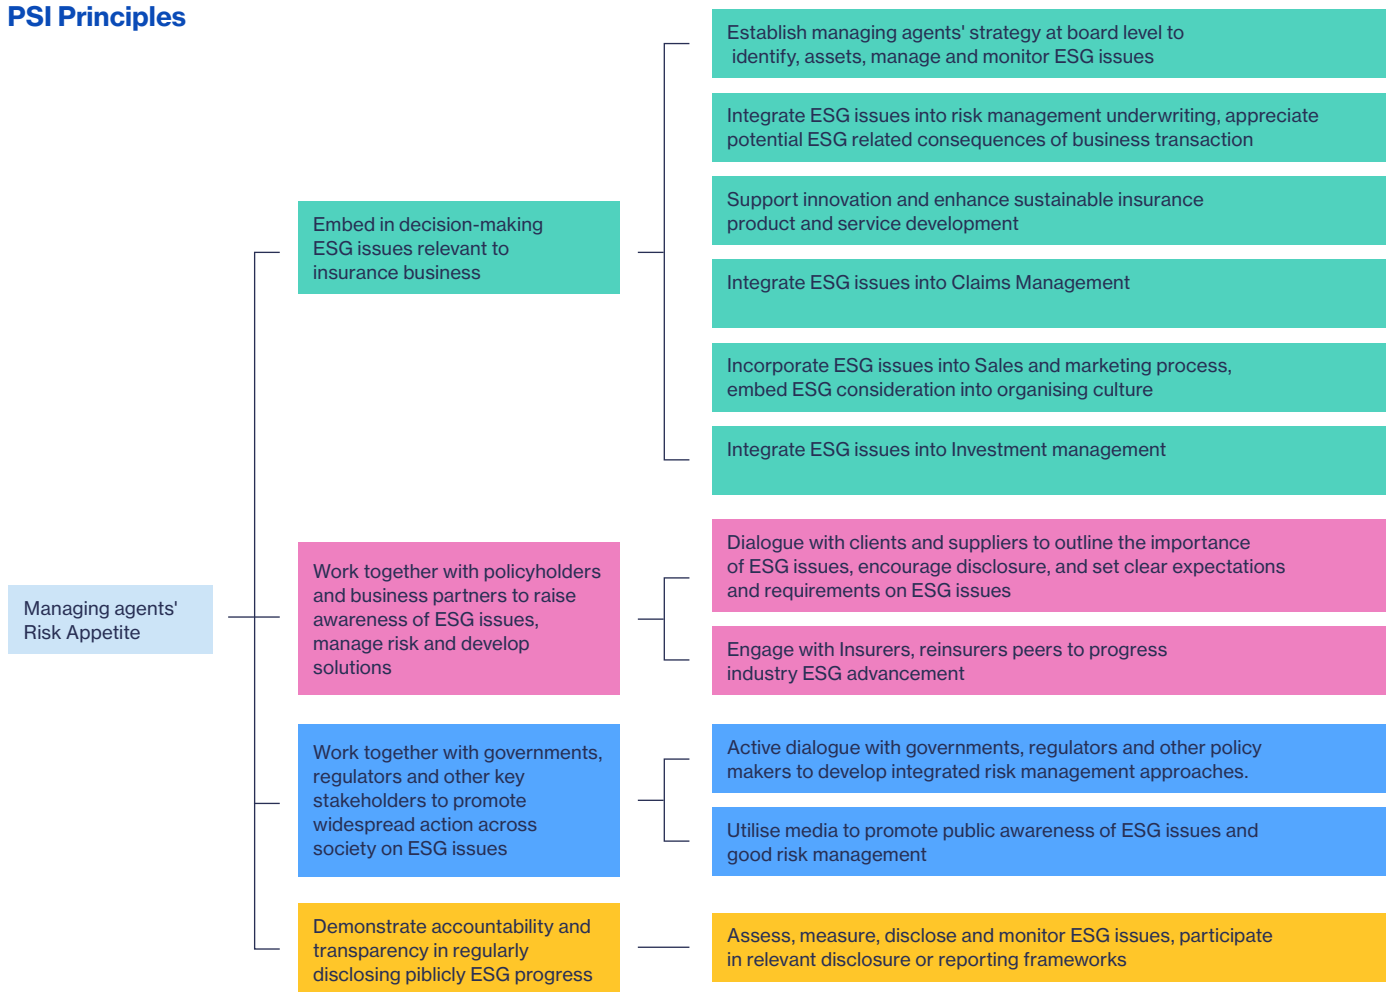 PSI Principles
Managing agents'
Risk Appetite
Embed in decision-making
ESG issues relevant to
insurance business
Establish managing agents' strategy at board level to
identify, assets, manage and monitor ESG issues
Integrate ESG issues into risk management underwriting, appreciate
potential ESG related consequences of business transaction
Support innovation and enhance sustainable insurance
product and service development
Integrate ESG issues into Claims Management
Incorporate ESG issues into Sales and marketing process,
embed ESG consideration into organising culture
Integrate ESG issues into Investment management
Work together with policyholders
and business partners to raise
awareness of ESG issues,
manage risk and develop
solutions
Dialogue with clients and suppliers to outline the importance
of ESG issues, encourage disclosure, and set clear expectations
and requirements on ESG issues
Engage with Insurers, reinsurers peers to progress
industry ESG advancement
Work together with governments,
regulators and other key
stakeholders to promote
widespread action across
society on ESG issues
Active dialogue with governments, regulators and other policy
makers to develop integrated risk management approaches.
Utilise media to promote public awareness of ESG issues and
good risk management
Demonstrate accountability and
transparency in regularly
disclosing piblicly ESG progress
Assess, measure, disclose and monitor ESG issues, participate
in relevant disclosure or reporting frameworks